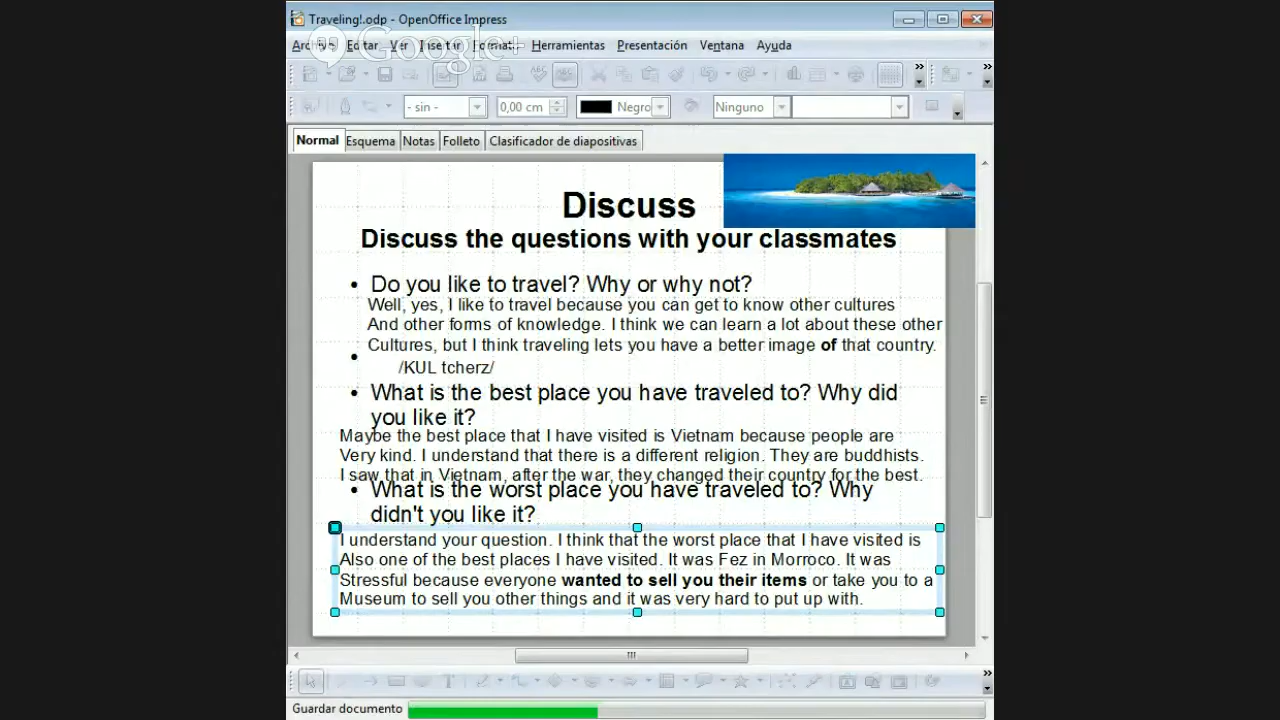 Traveling!.odp - OpenOffice Impress
Archivo Editar Ver Insertar Formato Herramientas Presentación Ventana Ayuda
Google+
- sin - 0,00 cm Negro Ninguno
Normal Esquema Notas Folleto Clasificador de diapositivas
Discuss
Discuss the questions with your classmates
• Do you like to travel? Why or why not?
Well, yes, I like to travel because you can get to know other cultures
And other forms of knowledge. I think we can learn a lot about these other
Cultures, but I think traveling lets you have a better image of that country.
•
/KUL tcherz/
• What is the best place you have traveled to? Why did
you like it?
Maybe the best place that I have visited is Vietnam because people are
Very kind. I understand that there is a different religion. They are buddhists.
I saw that in Vietnam, after the war, they changed their country for the best.
• What is the worst place you have traveled to? Why
didn't you like it?
I understand your question. I think that the worst place that I have visited is
Also one of the best places I have visited. It was Fez in Morroco. It was
Stressful because everyone wanted to sell you their items or take you to a
Museum to sell you other things and it was very hard to put up with.
Guardar documento